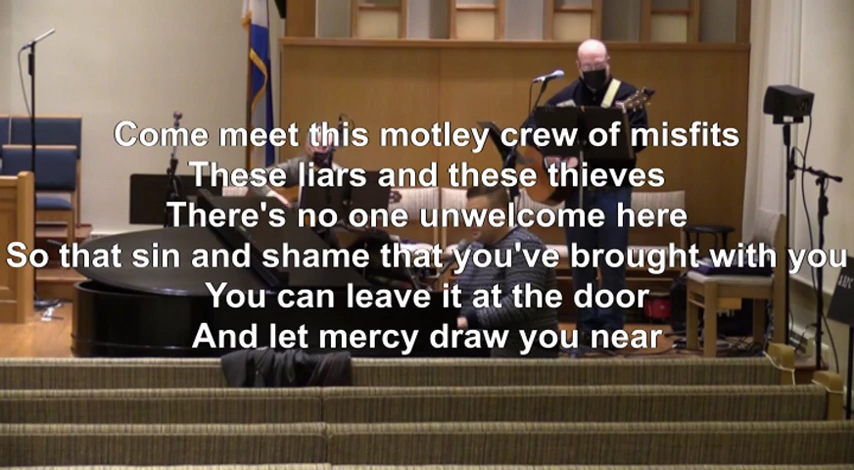 Come meet this motley crew of misfits
These liars and these thieves
There's no one unwelcome here
So that sin and shame that you've brought with you
You can leave it at the door
And let mercy draw you near